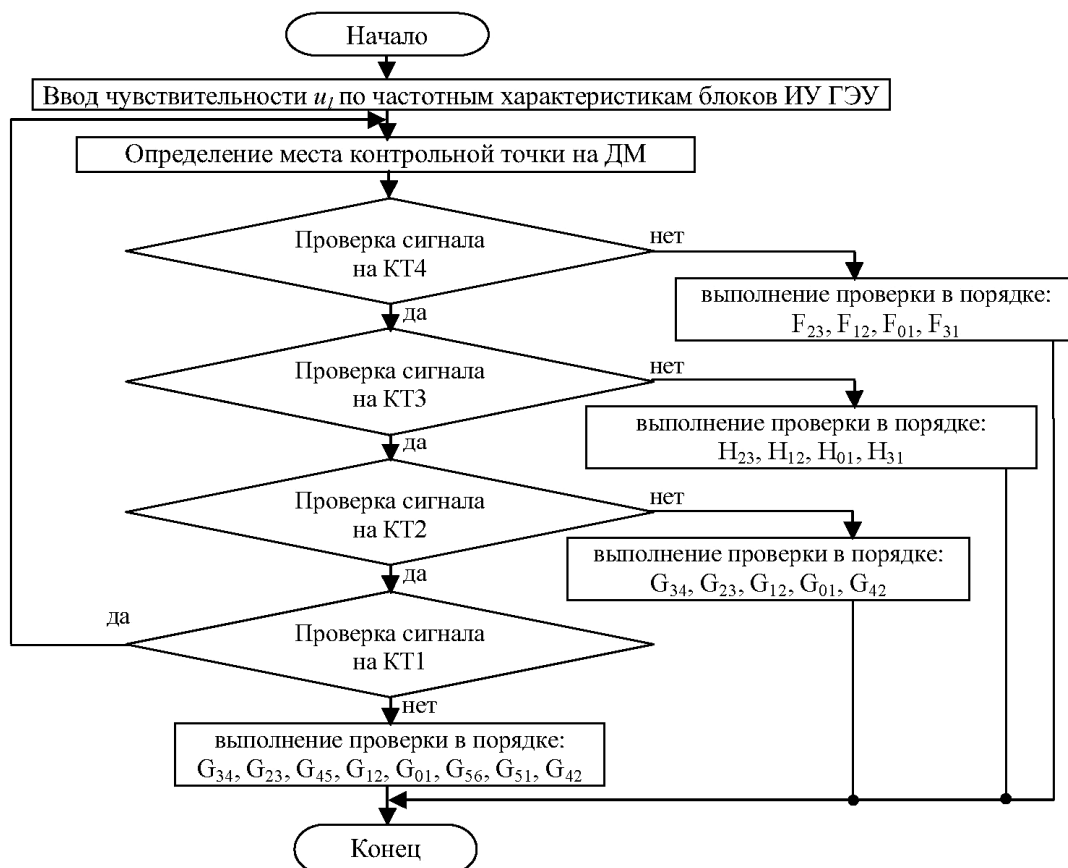 Начало
Ввод чувствительности u_l по частотным характеристикам блоков ИУ ГЭУ
Определение места контрольной точки на ДМ
Проверка сигнала
на КТ4
нет
выполнение проверки в порядке:
F₂₃, F₁₂, F₀₁, F₃₁
да
Проверка сигнала
на КТ3
нет
выполнение проверки в порядке:
H₂₃, H₁₂, H₀₁, H₃₁
да
Проверка сигнала
на КТ2
нет
выполнение проверки в порядке:
G₃₄, G₂₃, G₁₂, G₀₁, G₄₂
да
да
Проверка сигнала
на КТ1
нет
выполнение проверки в порядке:
G₃₄, G₂₃, G₄₅, G₁₂, G₀₁, G₅₆, G₅₁, G₄₂
Конец